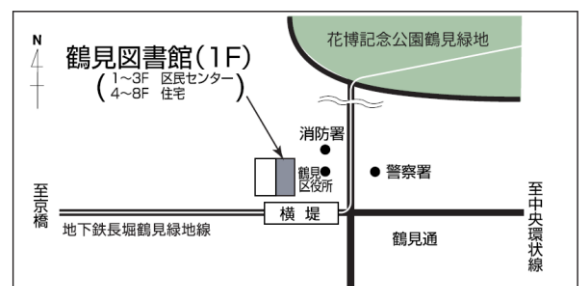 花博記念公園鶴見緑地
N
鶴見図書館(1F)
(1~3F 区民センター
4~8F 住宅)
消防署
鶴見
区役所
警察署
至京橋
横堤
至中央環状線
地下鉄長堀鶴見緑地線
鶴見通